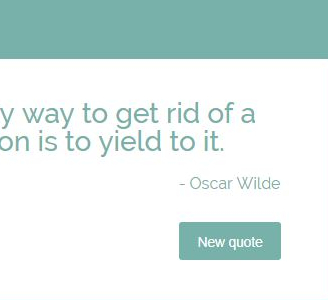 y way to get rid of a
on is to yield to it.
- Oscar Wilde
New quote